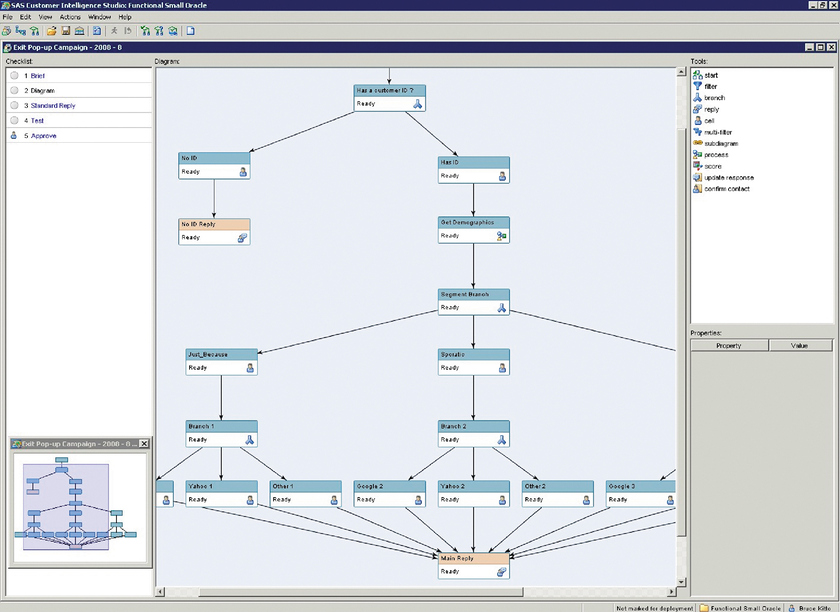 SAS Customer Intelligence Studio: Functional Small Oracle
File Edit View Actions Window Help
Exit Pop-up Campaign - 2008 - 8
Checklist:
1 Brief
2 Diagram
3 Standard Reply
4 Test
5 Approve
Diagram:
Has a customer ID ?
Ready
No ID
Ready
Has ID
Ready
No ID Reply
Ready
Get Demographics
Ready
Segment Branch
Ready
Just_Because
Ready
Sporatic
Ready
Branch 1
Ready
Branch 2
Ready
Yahoo 1
Ready
Other 1
Ready
Google 2
Ready
Yahoo 2
Ready
Other 2
Ready
Google 3
Ready
Main Reply
Ready
Tools:
start
filter
branch
reply
cell
multi-filter
subdiagram
process
score
update response
confirm contact
Properties:
Property Value
Exit Pop-up Campaign - 2008 - 8 ...
Not marked for deployment Functional Small Oracle Bruce Kitto